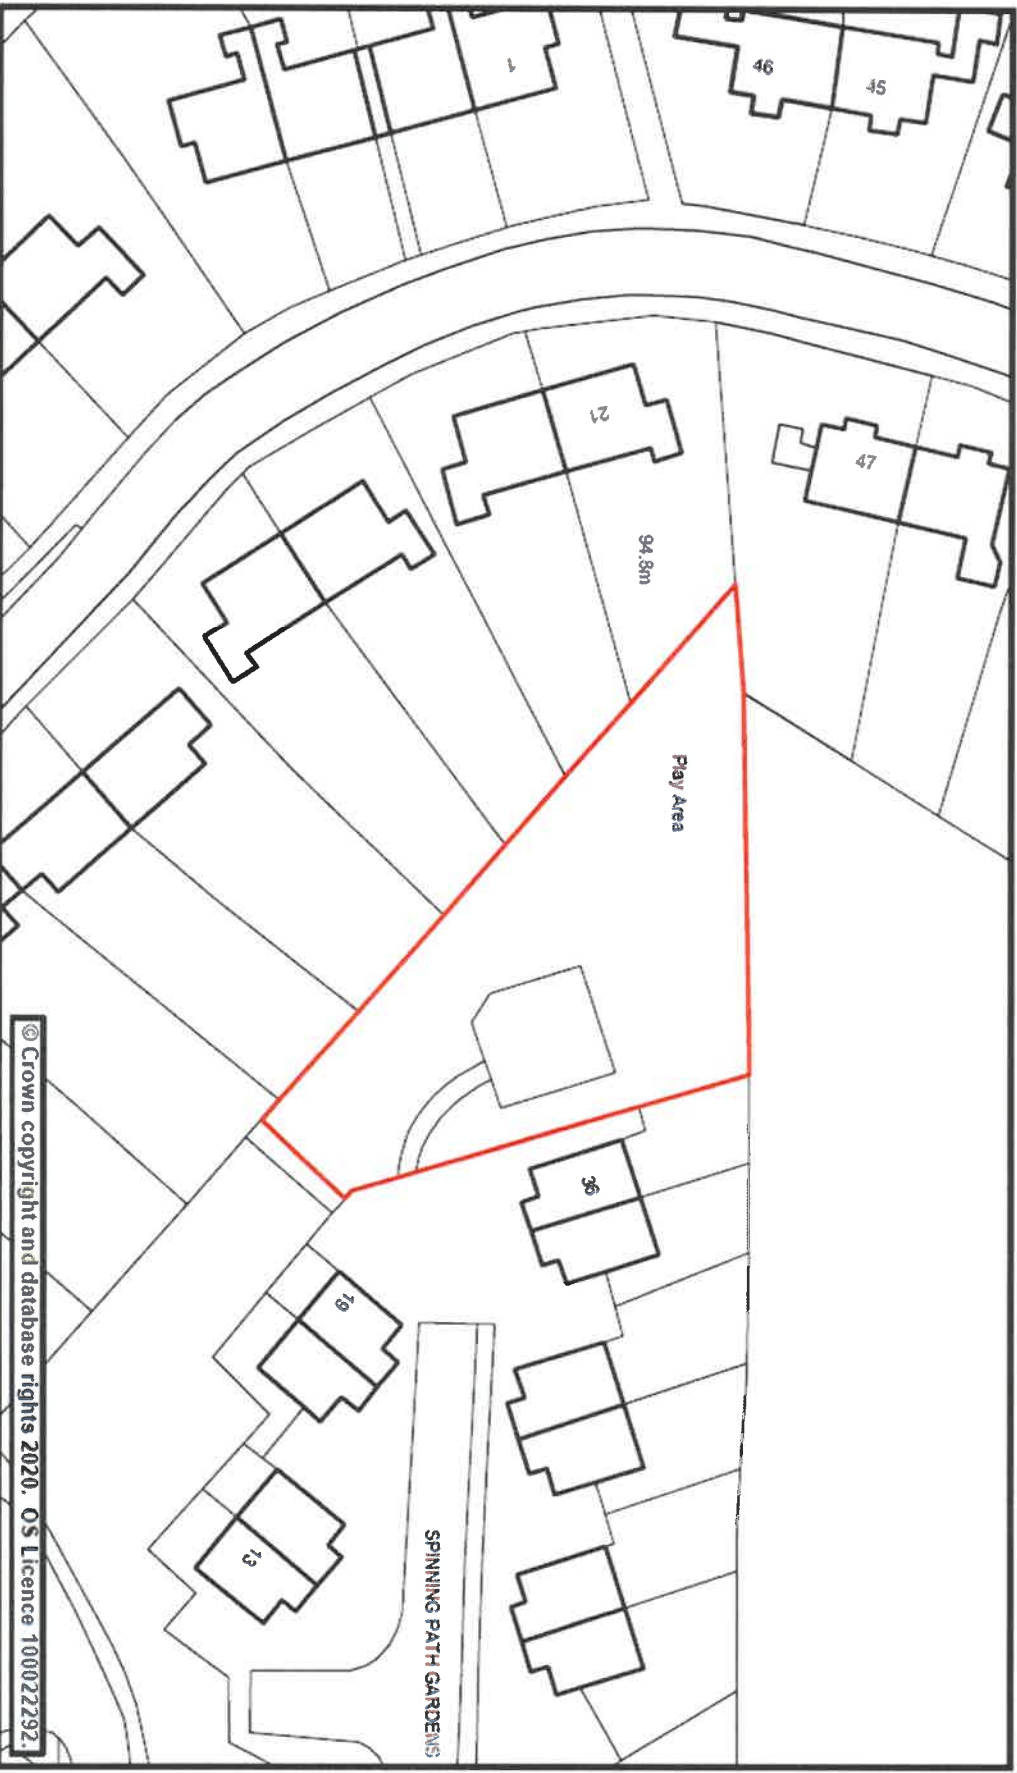 1
46
45
21
47
94.8m
Play Area
36
19
13
SPINNING PATH GARDENS
© Crown copyright and database rights 2020. OS Licence 100022292.